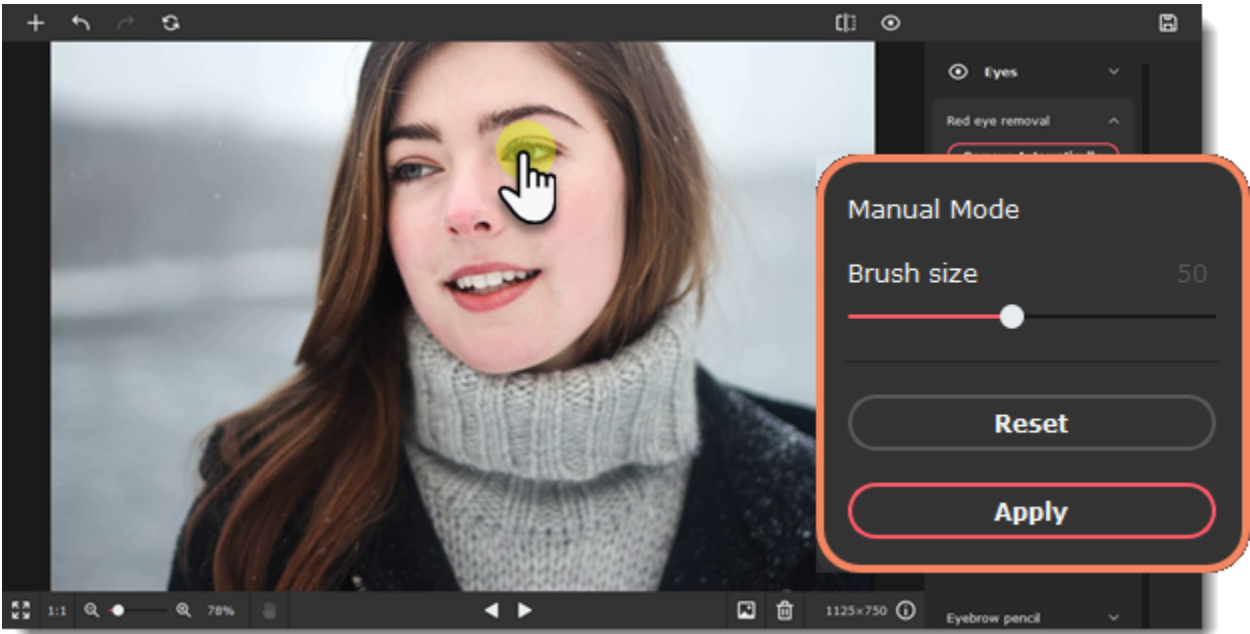 Eyes
Red eye removal
Manual Mode
Brush size 50
Reset
Apply
1:1
78%
1125×750
Eyebrow pencil